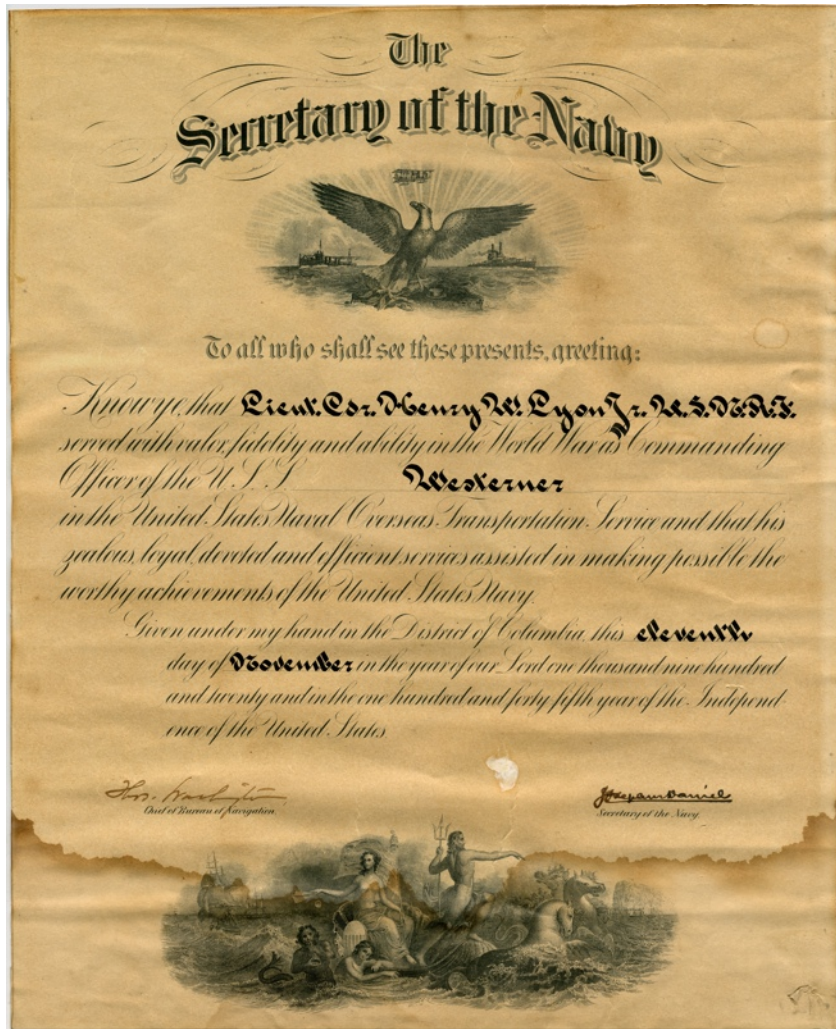 The
Secretary of the Navy
To all who shall see these presents, greeting:
Know ye, that Lieut. Cdr. Henry W. Lyon Jr. U.S.N.R.F.
served with valor, fidelity and ability in the World War as Commanding
Officer of the U.S.S. Westerner
in the United States Naval Overseas Transportation Service and that his
zealous, loyal, devoted and efficient services assisted in making possible the
worthy achievements of the United States Navy.
Given under my hand in the District of Columbia, this eleventh
day of November in the year of our Lord one thousand nine hundred
and twenty and in the one hundred and forty fifth year of the Independ-
ence of the United States
Thos. Washington Josephus Daniels
Chief of Bureau of Navigation. Secretary of the Navy